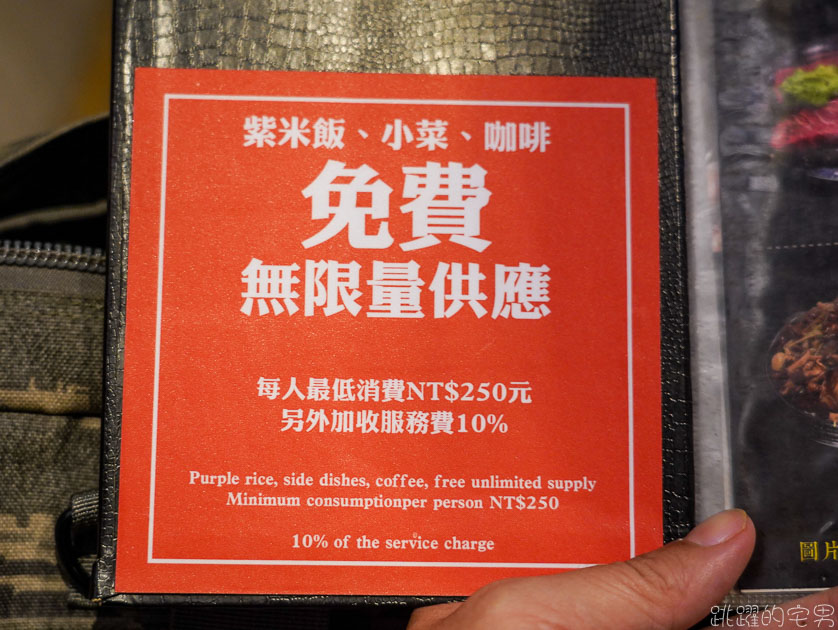 紫米飯、小菜、咖啡
免費
無限量供應
每人最低消費NT$250元
另外加收服務費10%
Purple rice, side dishes, coffee, free unlimited supply
Minimum consumptionper person NT$250
10% of the service charge
圖片
跳躍的宅男